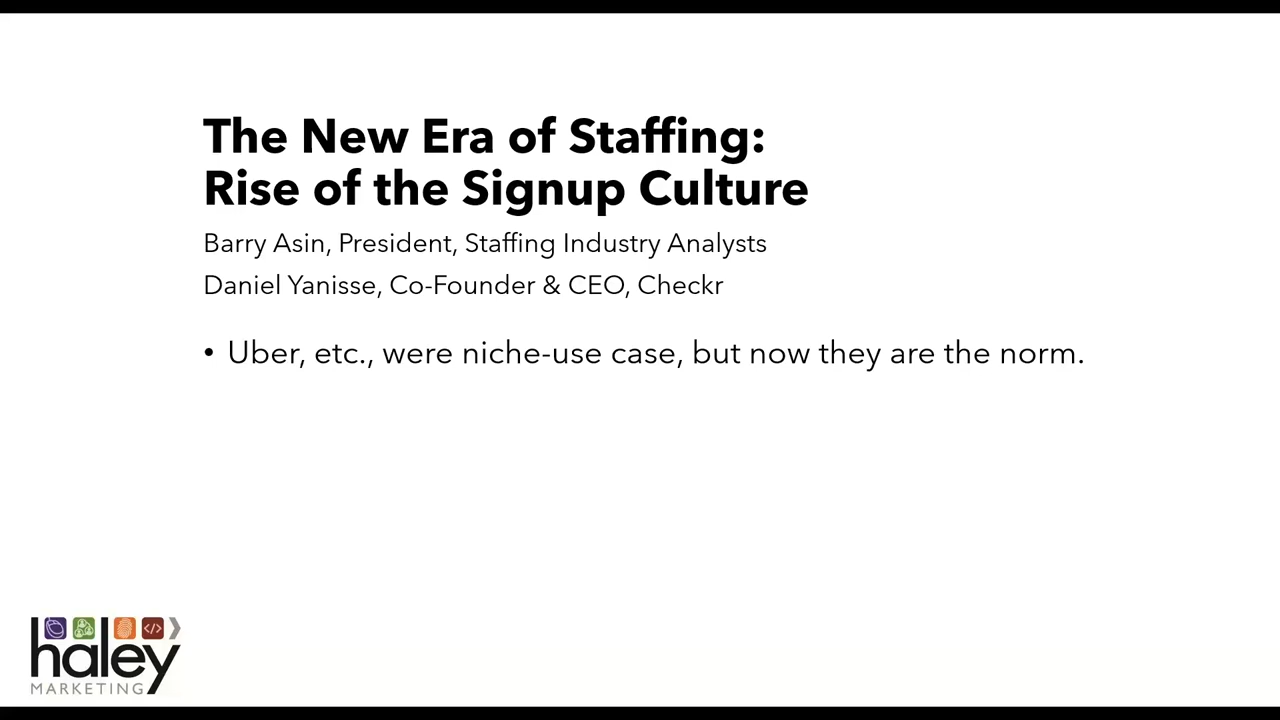 The New Era of Staffing:
Rise of the Signup Culture
Barry Asin, President, Staffing Industry Analysts
Daniel Yanisse, Co-Founder & CEO, Checkr
• Uber, etc., were niche-use case, but now they are the norm.
</>
haley
MARKETING